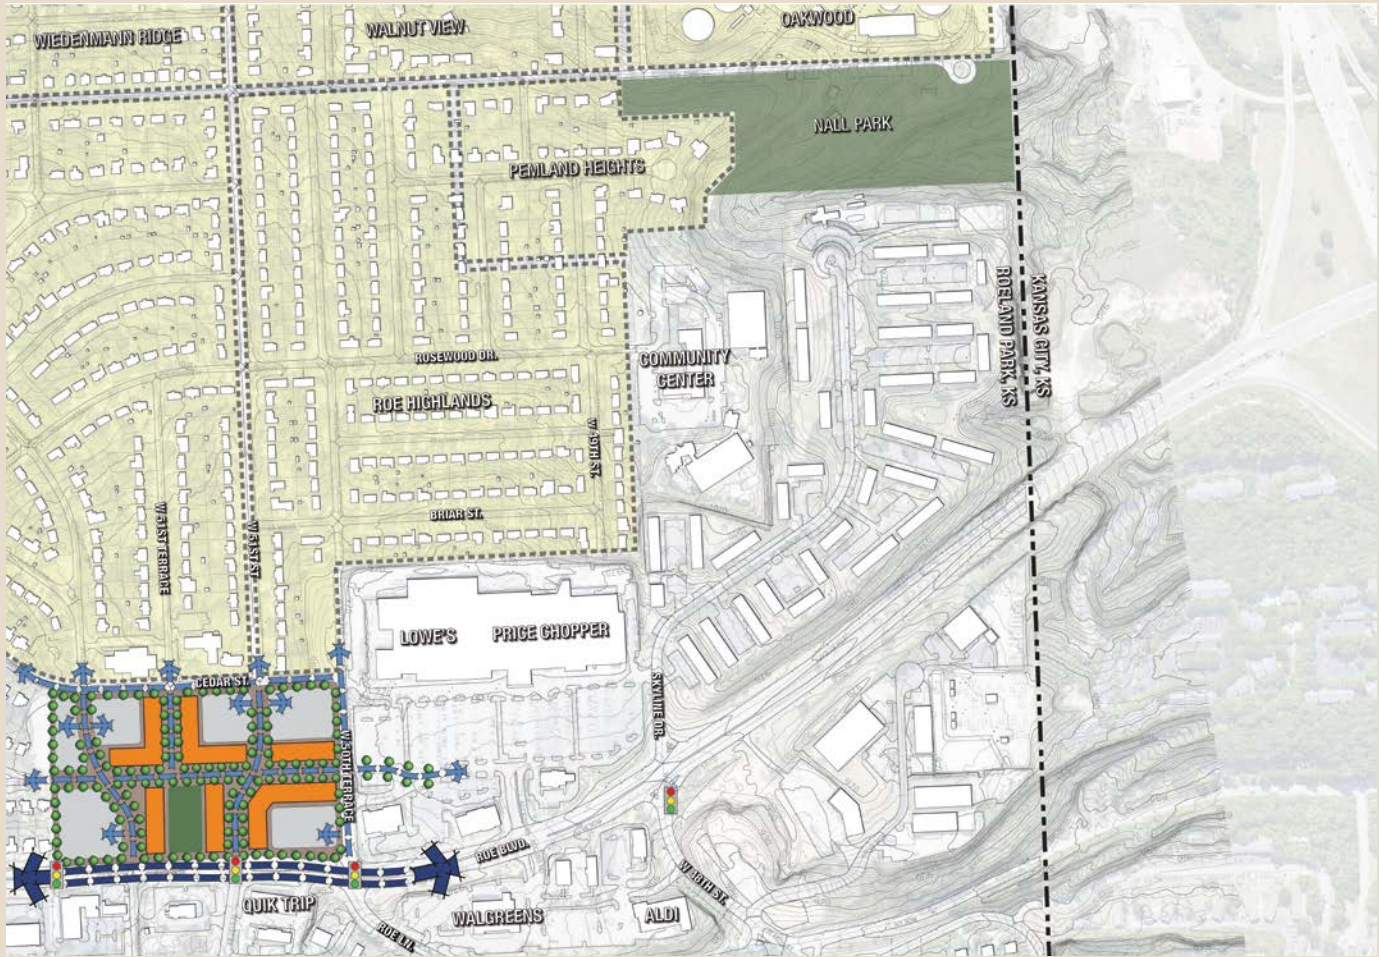 WIEDENMANN RIDGE
WALNUT VIEW
OAKWOOD
NALL PARK
PEMLAND HEIGHTS
KANSAS CITY, KS
ROELAND PARK, KS
ROSEWOOD DR.
COMMUNITY
CENTER
ROE HIGHLANDS
W 49TH ST.
BRIAR ST.
W 51ST TERRACE
W 51ST ST.
LOWE'S
PRICE CHOPPER
CEDAR ST.
SKYLINE DR.
W 50TH TERRACE
ROE BLVD.
W 48TH ST.
QUIK TRIP
WALGREENS
ALDI
ROE LN.